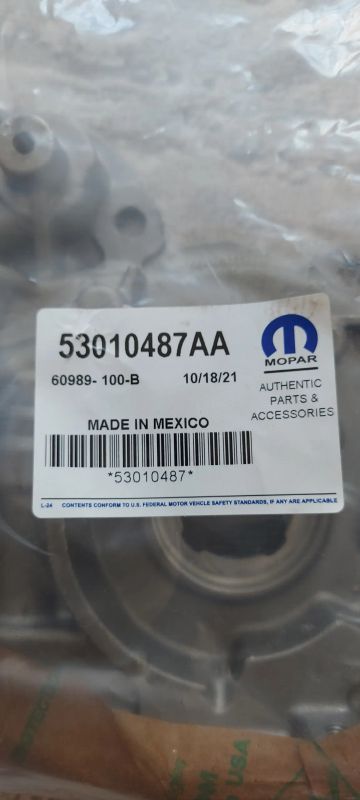 53010487AA
60989- 100-B 10/18/21
MOPAR
AUTHENTIC
PARTS &
ACCESSORIES
MADE IN MEXICO
*53010487*
L-24 CONTENTS CONFORM TO U.S. FEDERAL MOTOR VEHICLE SAFETY STANDARDS, IF ANY ARE APPLICABLE
USA